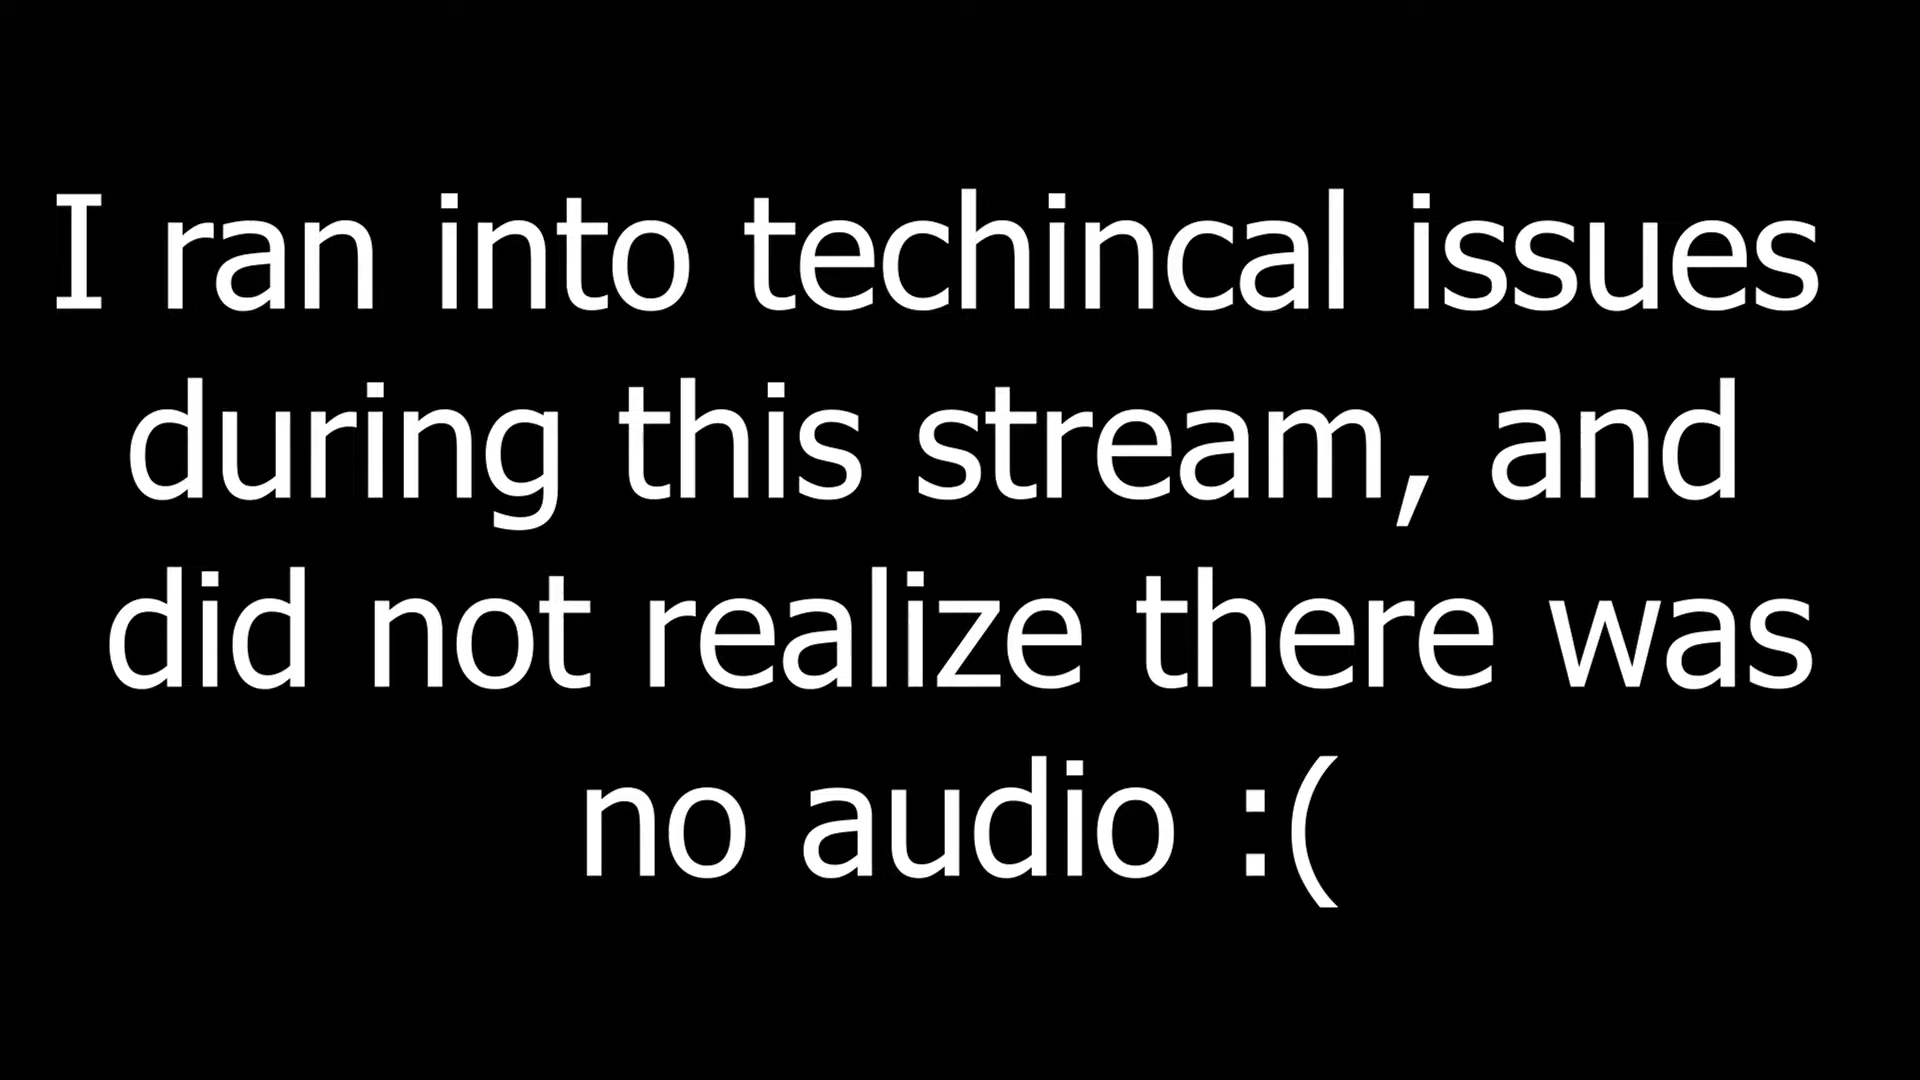 I ran into techincal issues
during this stream, and
did not realize there was
no audio :(